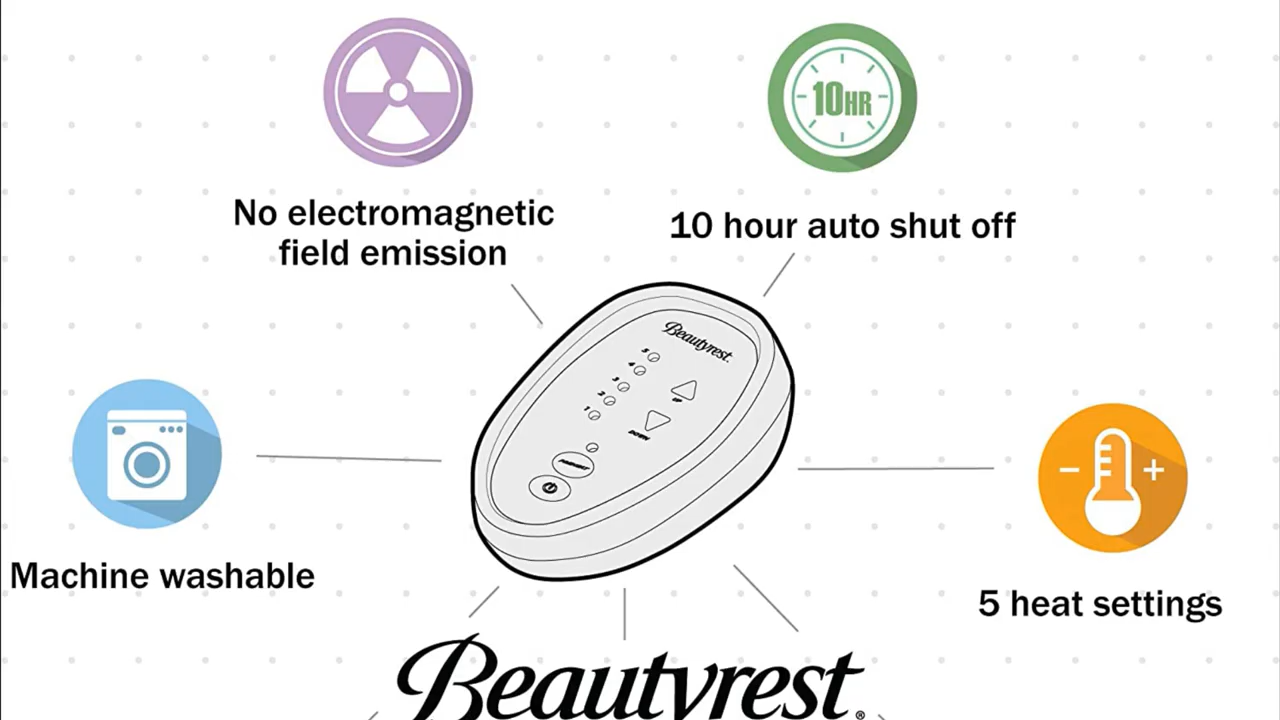 10HR
No electromagnetic
field emission
10 hour auto shut off
Beautyrest
5
4
3
2
1
UP
DOWN
PREHEAT
Machine washable
5 heat settings
Beautyrest®